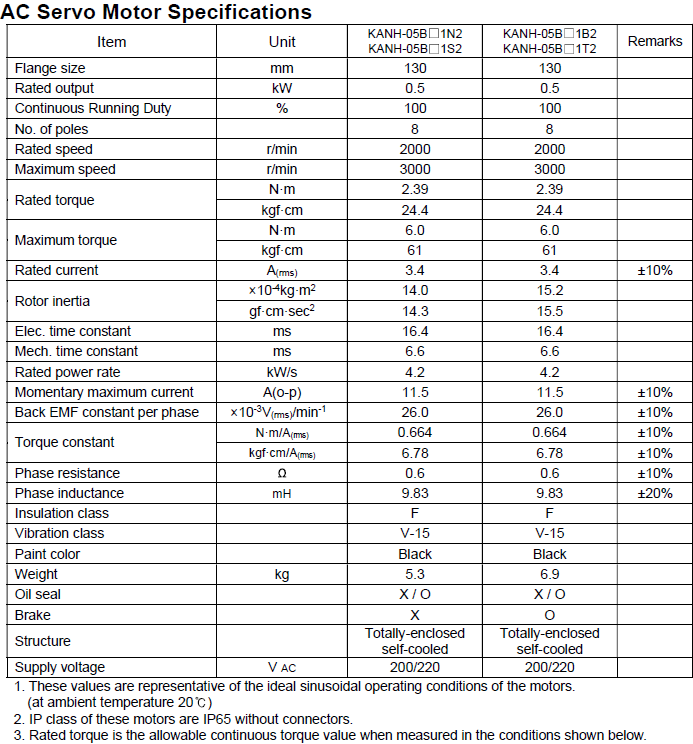 AC Servo Motor Specifications
Item Unit KANH-05B□1N2 KANH-05B□1B2 Remarks
KANH-05B□1S2 KANH-05B□1T2
Flange size mm 130 130
Rated output kW 0.5 0.5
Continuous Running Duty % 100 100
No. of poles 8 8
Rated speed r/min 2000 2000
Maximum speed r/min 3000 3000
Rated torque N·m 2.39 2.39
kgf·cm 24.4 24.4
Maximum torque N·m 6.0 6.0
kgf·cm 61 61
Rated current A(rms) 3.4 3.4 ±10%
Rotor inertia ×10-4kg·m2 14.0 15.2
gf·cm·sec2 14.3 15.5
Elec. time constant ms 16.4 16.4
Mech. time constant ms 6.6 6.6
Rated power rate kW/s 4.2 4.2
Momentary maximum current A(o-p) 11.5 11.5 ±10%
Back EMF constant per phase ×10-3V(rms)/min-1 26.0 26.0 ±10%
Torque constant N·m/A(rms) 0.664 0.664 ±10%
kgf·cm/A(rms) 6.78 6.78 ±10%
Phase resistance Ω 0.6 0.6 ±10%
Phase inductance mH 9.83 9.83 ±20%
Insulation class F F
Vibration class V-15 V-15
Paint color Black Black
Weight kg 5.3 6.9
Oil seal X / O X / O
Brake X O
Structure Totally-enclosed Totally-enclosed
self-cooled self-cooled
Supply voltage V AC 200/220 200/220
1. These values are representative of the ideal sinusoidal operating conditions of the motors.
(at ambient temperature 20℃)
2. IP class of these motors are IP65 without connectors.
3. Rated torque is the allowable continuous torque value when measured in the conditions shown below.